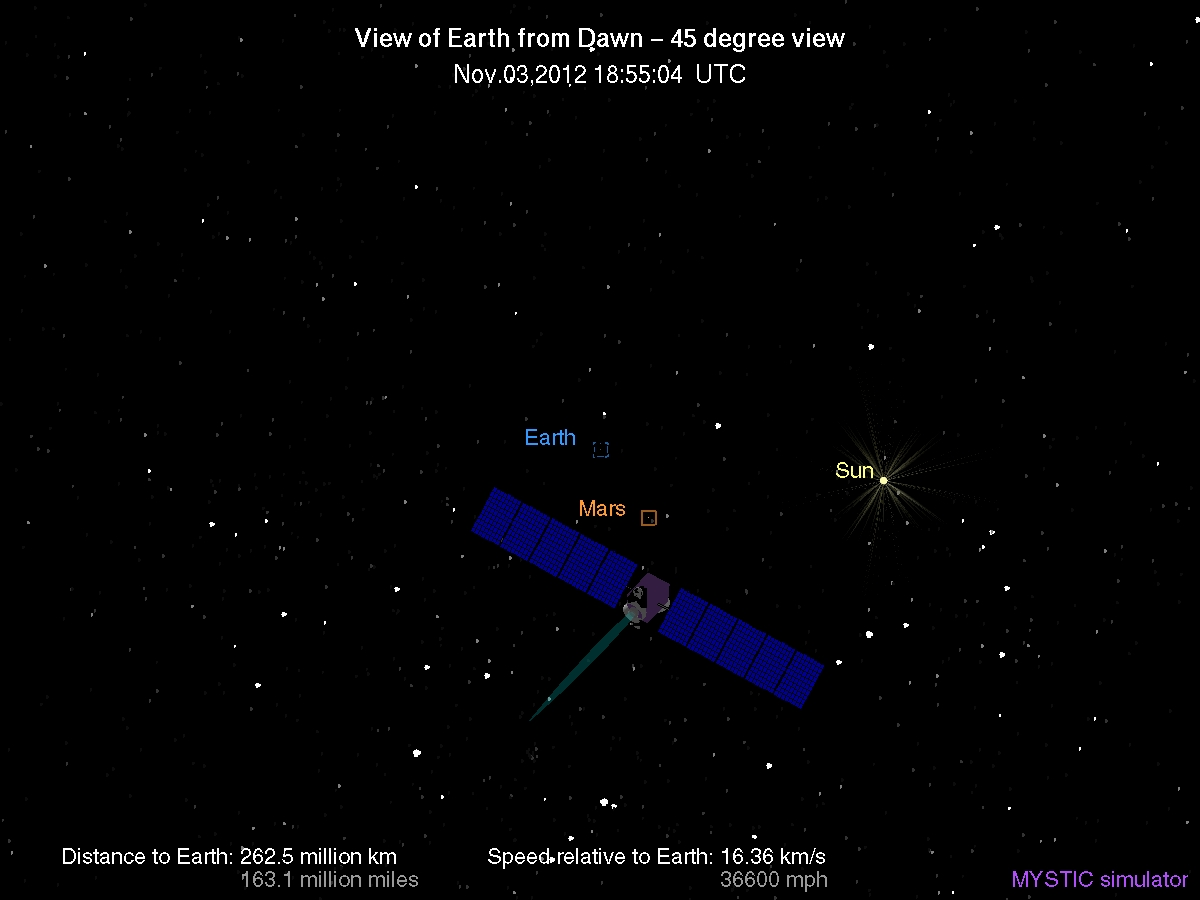 View of Earth from Dawn – 45 degree view
Nov.03,2012 18:55:04 UTC
Earth
Sun
Mars
Distance to Earth: 262.5 million km
163.1 million miles
Speed relative to Earth: 16.36 km/s
36600 mph
MYSTIC simulator